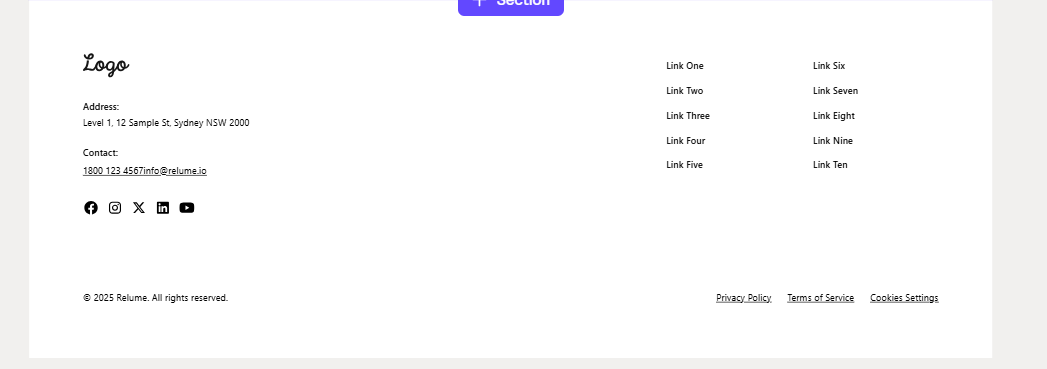 + Section
Logo
Address:
Level 1, 12 Sample St, Sydney NSW 2000
Contact:
1800 123 4567info@relume.io
Link One
Link Two
Link Three
Link Four
Link Five
Link Six
Link Seven
Link Eight
Link Nine
Link Ten
© 2025 Relume. All rights reserved.
Privacy Policy
Terms of Service
Cookies Settings